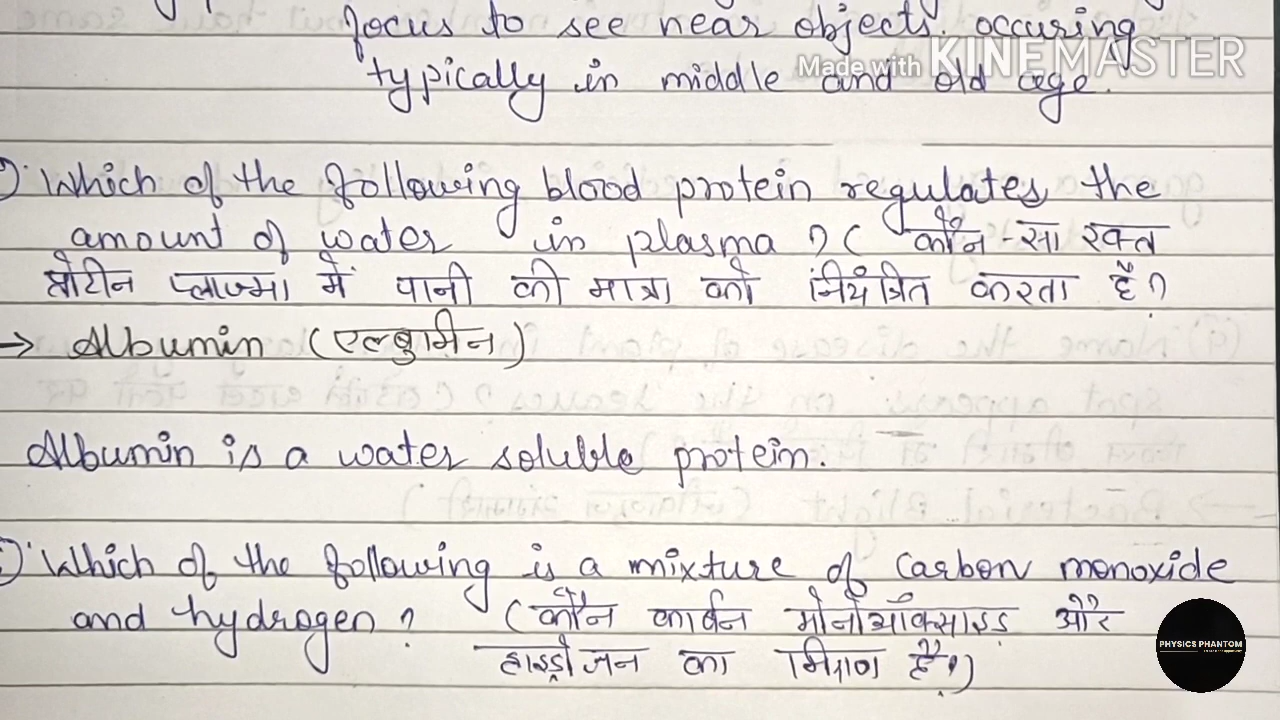 focus to see near objects. occuring
Made with KINEMASTER
typically in middle and old age.
Which of the following blood protein regulates the
amount of water in plasma ? ( कौन - सा रक्त
प्रोटीन प्लाज्मा में पानी की मात्रा को नियंत्रित करता है ?
→ Albumin (एलबुमिन)
Albumin is a water soluble protein.
Which of the following is a mixture of carbon monoxide
and hydrogen ? (कौन कार्बन मोनोऑक्साइड और
हाइड्रोजन का मिश्रण है ?)
PHYSICS PHANTOM